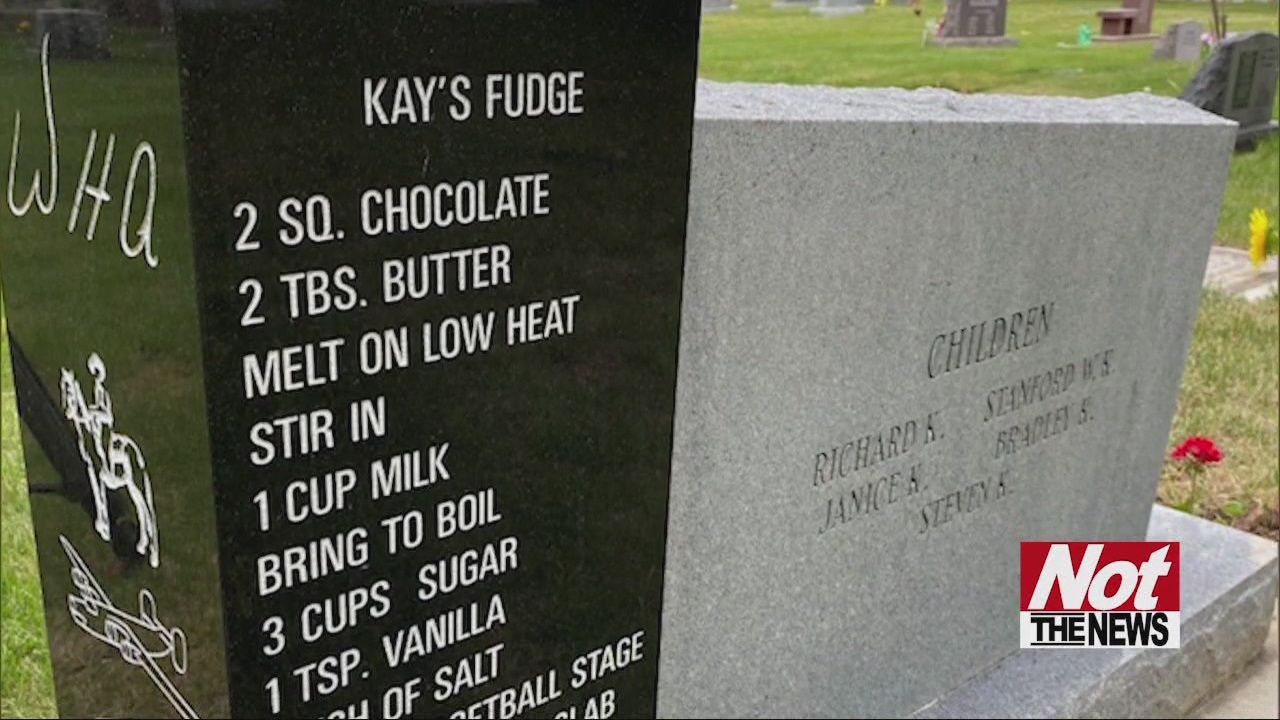 WHA
KAY'S FUDGE
2 SQ. CHOCOLATE
2 TBS. BUTTER
MELT ON LOW HEAT
STIR IN
1 CUP MILK
BRING TO BOIL
3 CUPS SUGAR
1 TSP. VANILLA
OF SALT
STAGE
CHILDREN
RICHARD K. STANFORD W.K.
JANICE K. BRADLEY K.
STEVEN K.
Not
THE NEWS